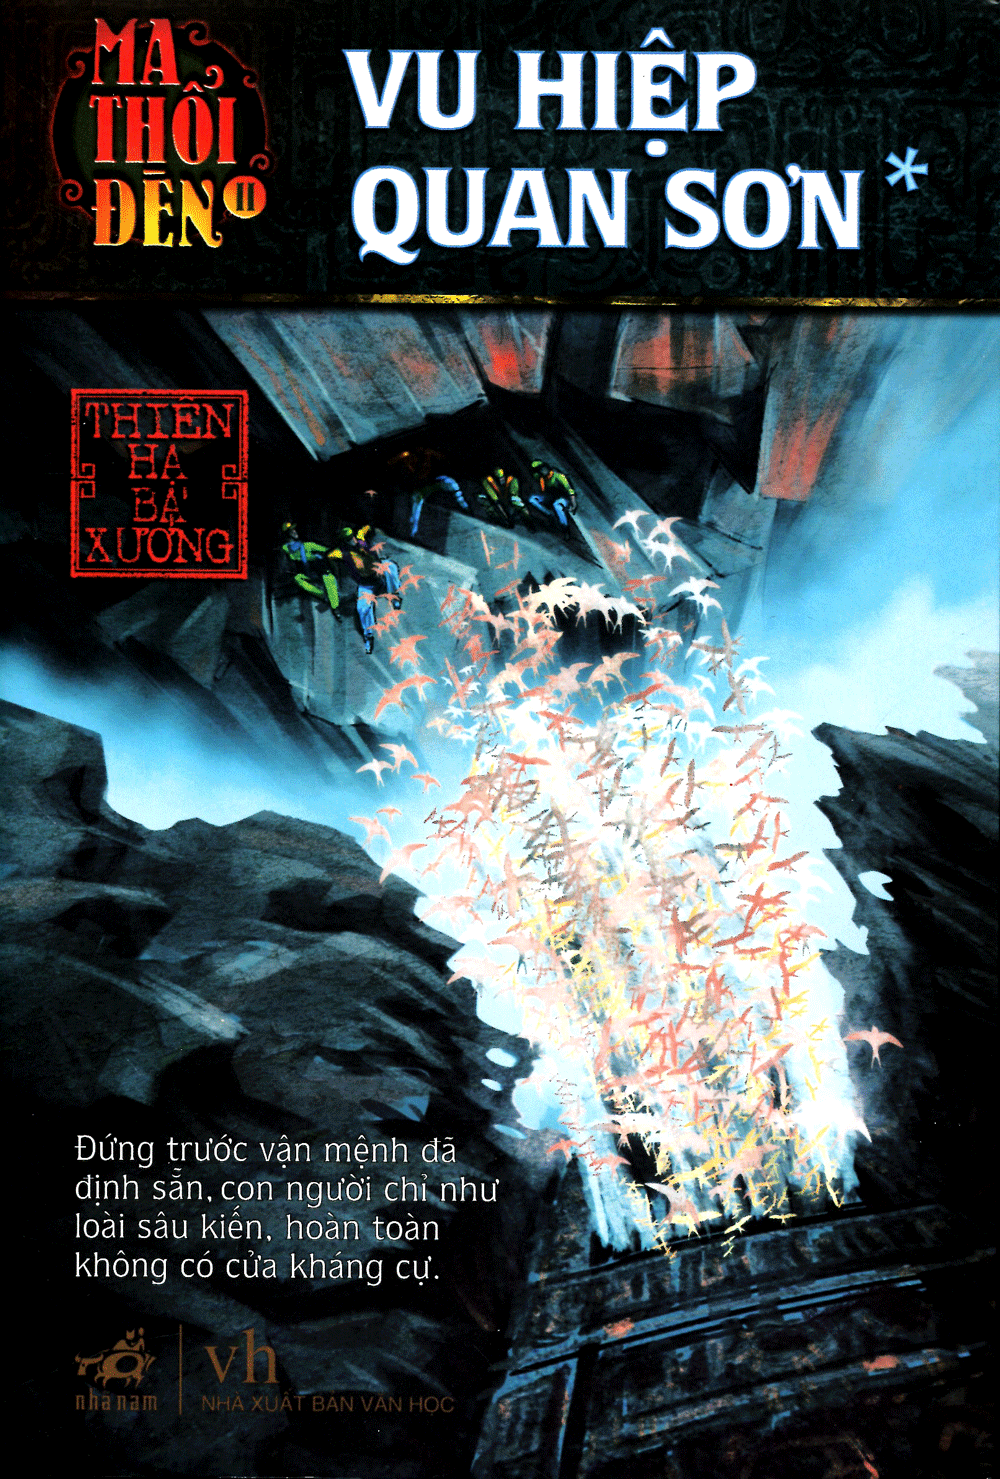 MA
THỔI
ĐÈN II
VU HIỆP
QUAN SƠN *
THIÊN
HẠ
BÁ
XƯỚNG
Đứng trước vận mệnh đã
định sẵn, con người chỉ như
loài sâu kiến, hoàn toàn
không có cửa kháng cự.
nhã nam
vh
NHÀ XUẤT BẢN VĂN HỌC